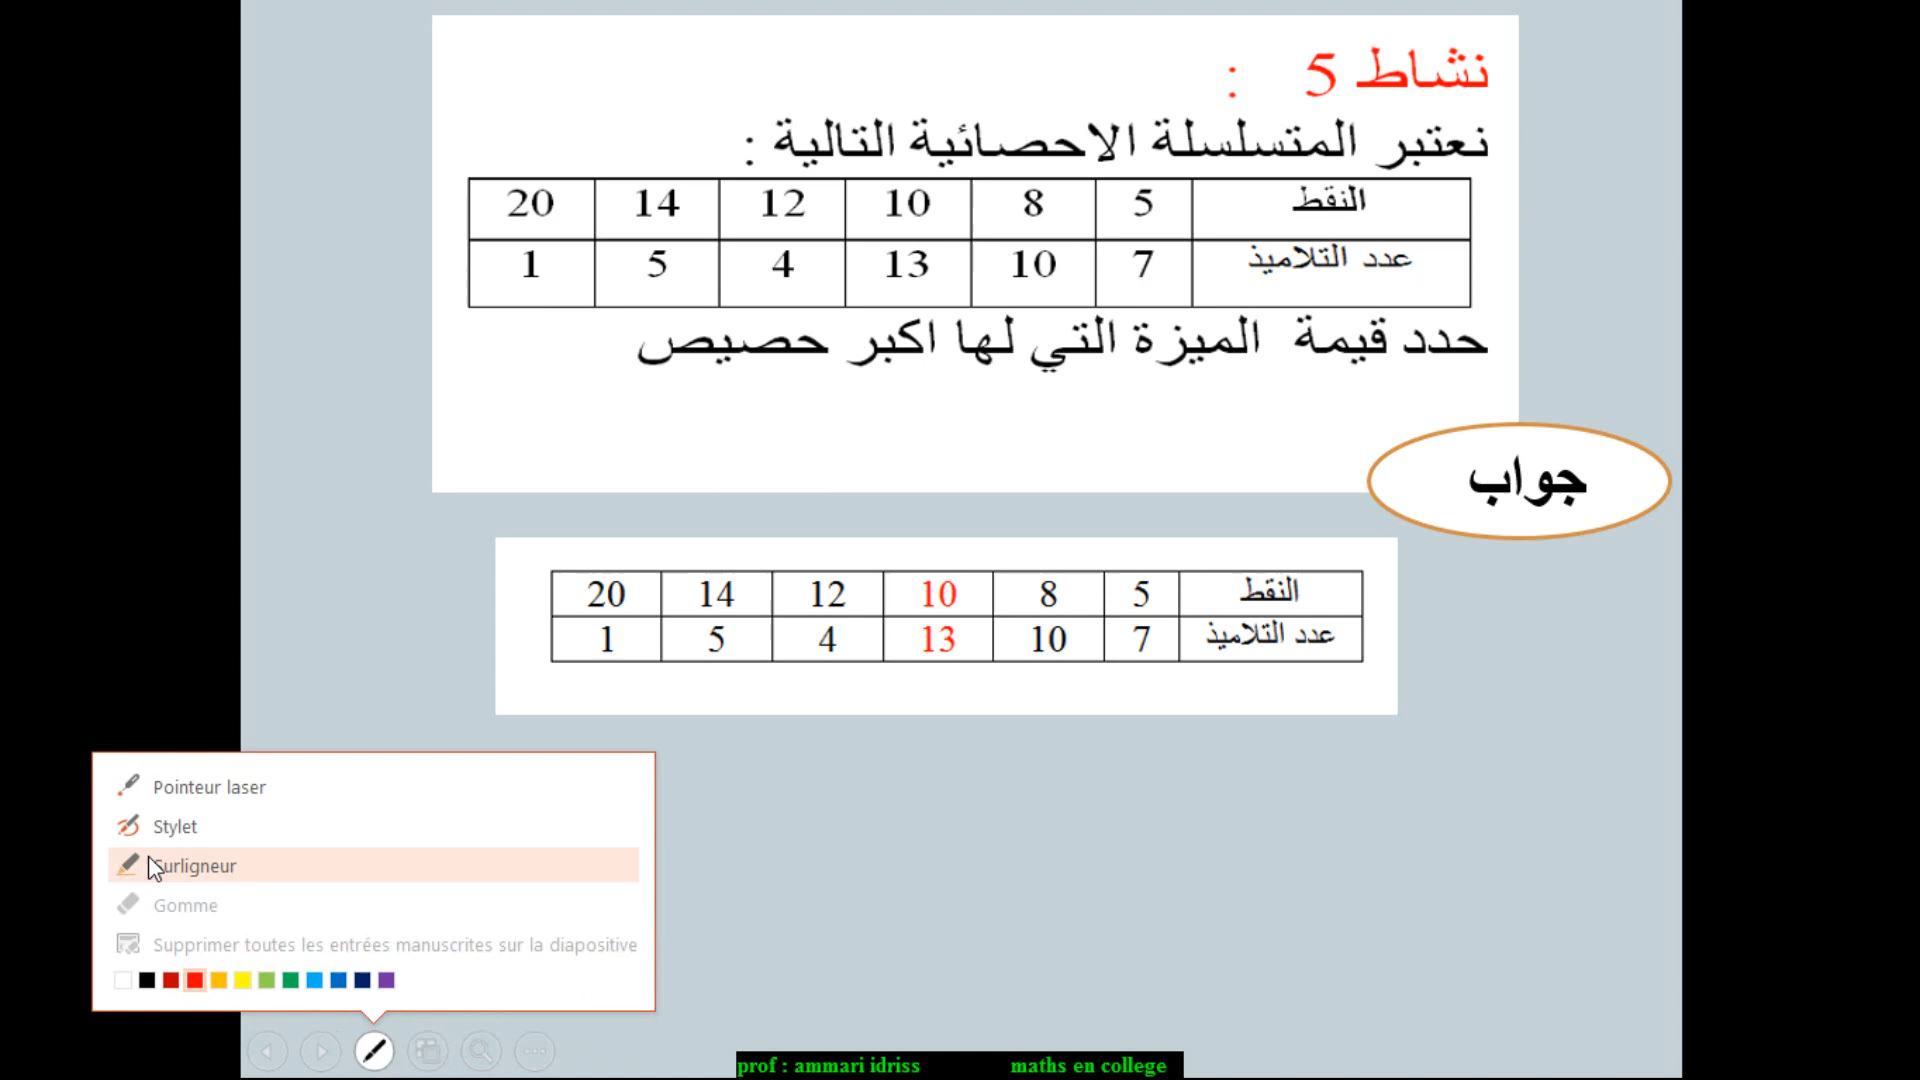 نشاط 5 :
نعتبر المتسلسلة الاحصائية التالية :
النقط 5 8 10 12 14 20
عدد التلاميذ 7 10 13 4 5 1
حدد قيمة الميزة التي لها اكبر حصيص
جواب
النقط 5 8 10 12 14 20
عدد التلاميذ 7 10 13 4 5 1
Pointeur laser
Stylet
Surligneur
Gomme
Supprimer toutes les entrées manuscrites sur la diapositive
prof : ammari idriss maths en college